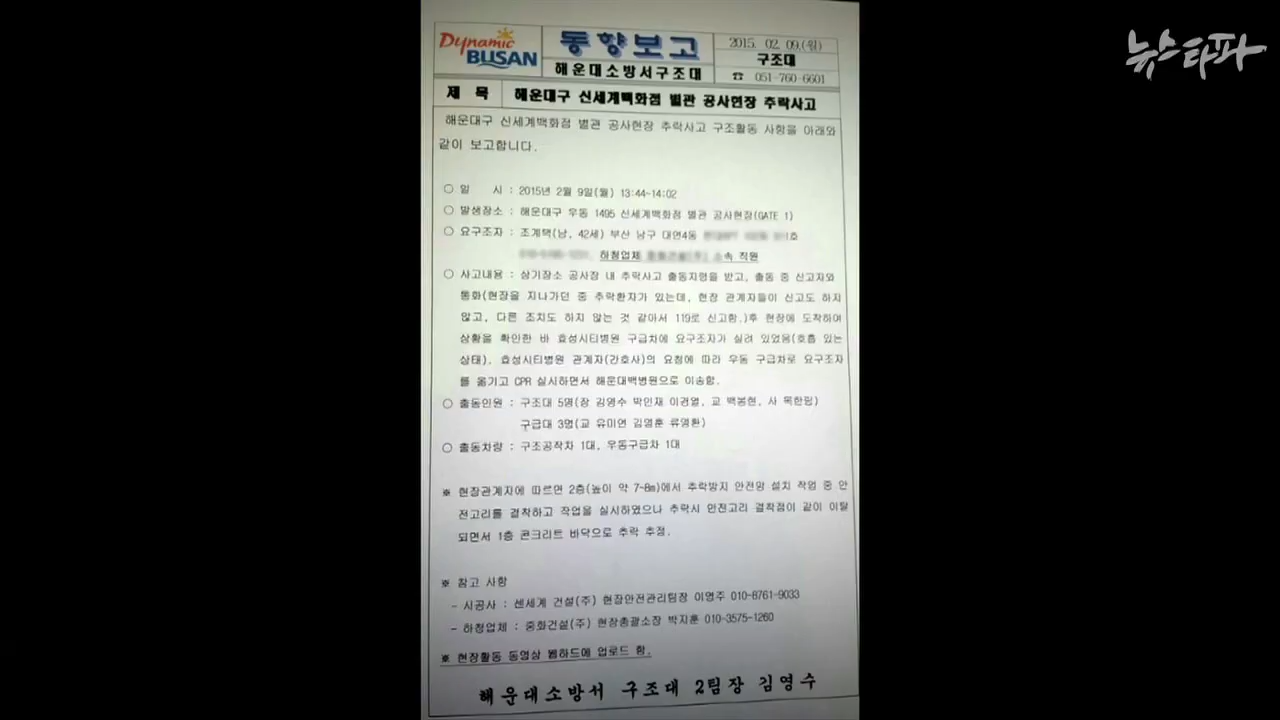 뉴스타파
Dynamic BUSAN
동향보고
해운대소방서구조대
2015. 02. 09.(월)
구조대
☎ 051-760-6601
제 목 해운대구 신세계백화점 별관 공사현장 추락사고
해운대구 신세계백화점 별관 공사현장 추락사고 구조활동 사항을 아래와
같이 보고합니다.
○ 일 시 : 2015년 2월 9일(월) 13:44-14:02
○ 발생장소 : 해운대구 우동 1495 신세계백화점 별관 공사현장(GATE 1)
○ 요구조자 : 조계택(남, 42세) 부산 남구 대연4동 호
하청업체 속 직원
○ 사고내용 : 상기장소 공사장 내 추락사고 출동지령을 받고, 출동 중 신고자와
통화(현장을 지나가던 중 추락환자가 있는데, 현장 관계자들이 신고도 하지
않고, 다른 조치도 하지 않는 것 같아서 119로 신고함.)후 현장에 도착하여
상황을 확인한 바 효성시티병원 구급차에 요구조자가 실려 있었음(호흡 있는
상태). 효성시티병원 관계자(간호사)의 요청에 따라 우동 구급차로 요구조자
를 옮기고 CPR 실시하면서 해운대백병원으로 이송함.
○ 출동인원 : 구조대 5명(장 김영수 박인재 이경열, 교 백봉현, 사 목한핑)
구급대 3명(교 유미연 김영훈 류영환)
○ 출동차량 : 구조공작차 1대, 우동구급차 1대
※ 현장관계자에 따르면 2층(높이 약 7-8m)에서 추락방지 안전망 설치 작업 중 안
전고리를 결착하고 작업을 실시하였으나 추락시 안전고리 결착점이 같이 이탈
되면서 1층 콘크리트 바닥으로 추락 추정.
※ 참고 사항
- 시공사 : 센세계 건설(주) 현장안전관리팀장 이영주 010-8761-9033
- 하청업체 : 중화건설(주) 현장총괄소장 박지훈 010-3575-1260
※ 현장활동 동영상 웹하드에 업로드 함.
해운대소방서 구조대 2팀장 김영수